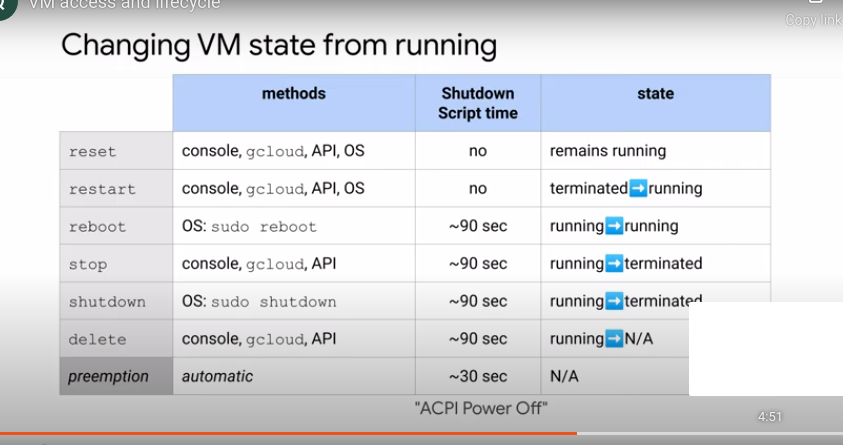 VM access and lifecycle
Copy link
Changing VM state from running
methods Shutdown Script time state
reset console, gcloud, API, OS no remains running
restart console, gcloud, API, OS no terminated➡running
reboot OS: sudo reboot ~90 sec running➡running
stop console, gcloud, API ~90 sec running➡terminated
shutdown OS: sudo shutdown ~90 sec running➡terminated
delete console, gcloud, API ~90 sec running➡N/A
preemption automatic ~30 sec N/A
"ACPI Power Off"
4:51